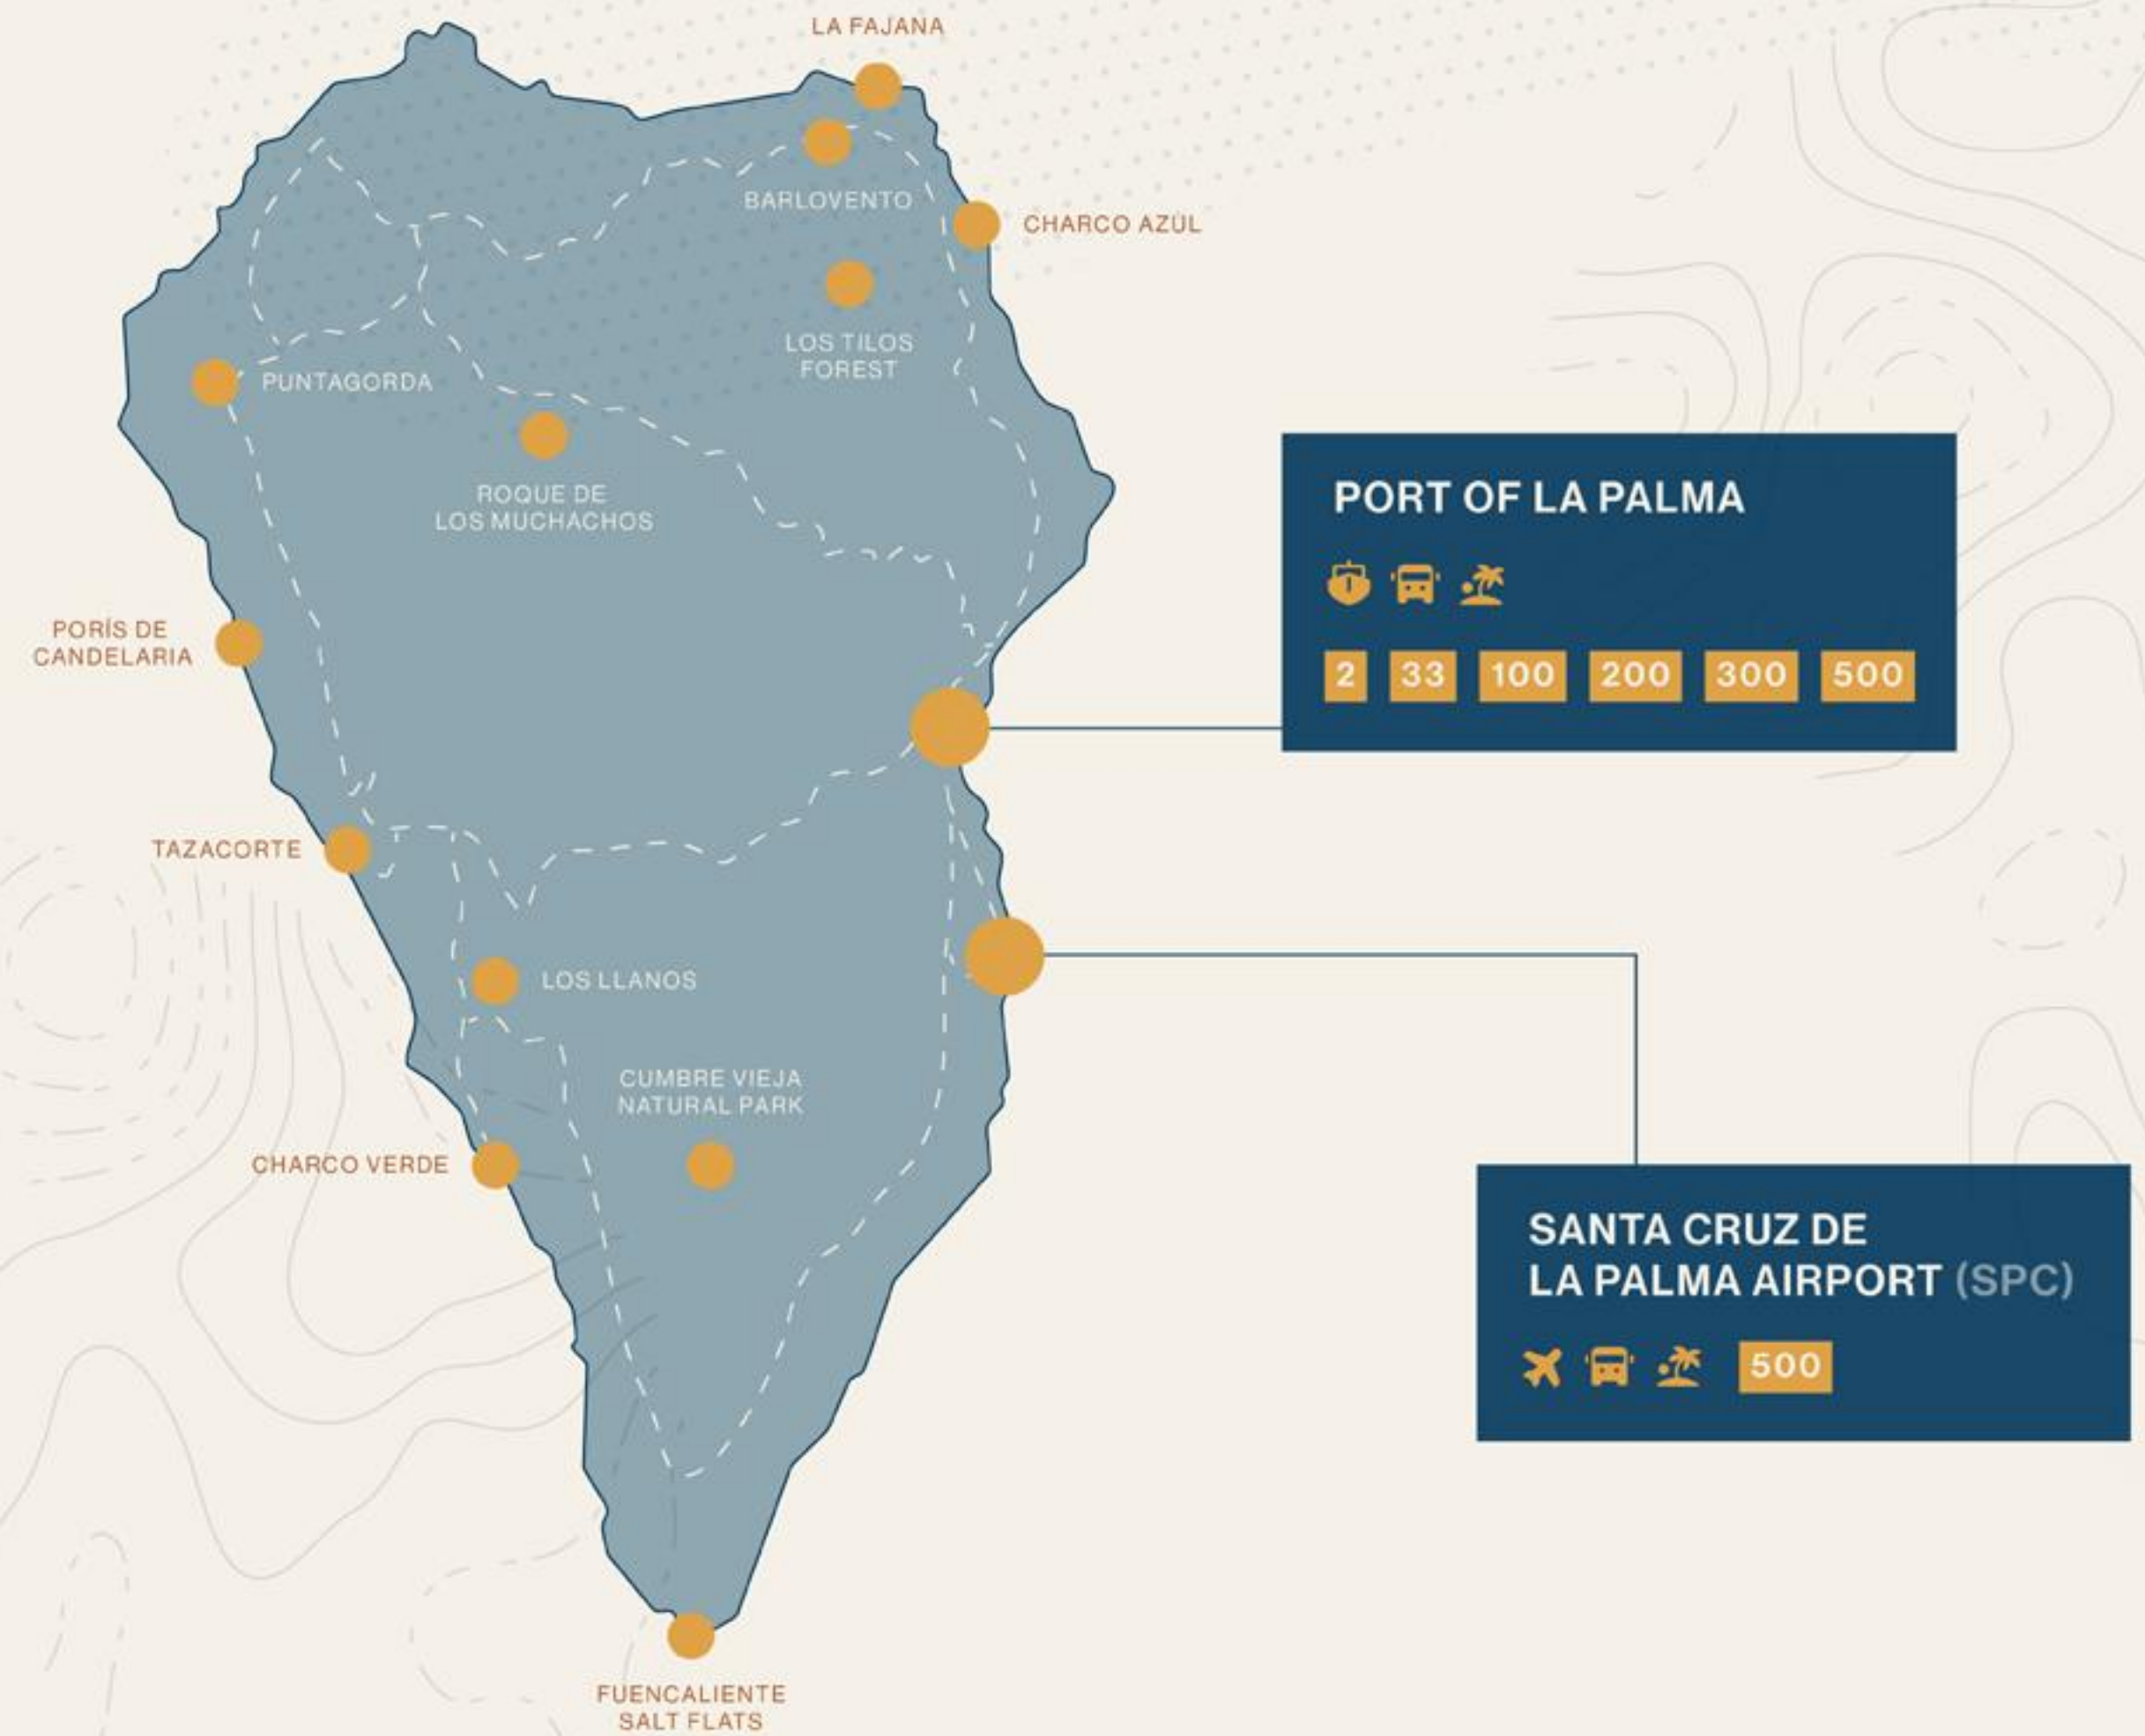 LA FAJANA
BARLOVENTO
CHARCO AZUL
LOS TILOS
FOREST
PUNTAGORDA
ROQUE DE
LOS MUCHACHOS
PORT OF LA PALMA
2 33 100 200 300 500
PORÍS DE
CANDELARIA
TAZACORTE
LOS LLANOS
CUMBRE VIEJA
NATURAL PARK
CHARCO VERDE
SANTA CRUZ DE
LA PALMA AIRPORT (SPC)
500
FUENCALIENTE
SALT FLATS